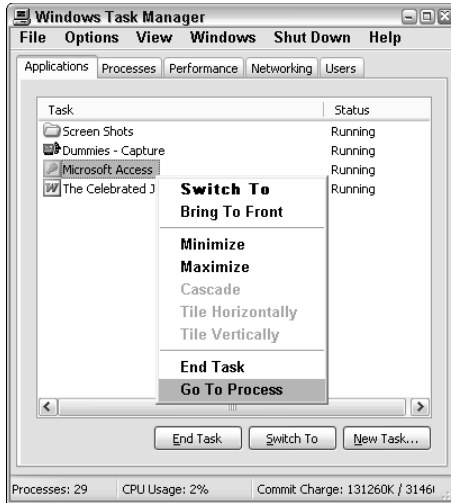 Windows Task Manager
File Options View Windows Shut Down Help
Applications Processes Performance Networking Users
Task Status
Screen Shots Running
Dummies - Capture Running
Microsoft Access Running
The Celebrated J Running
Switch To
Bring To Front
Minimize
Maximize
Cascade
Tile Horizontally
Tile Vertically
End Task
Go To Process
End Task Switch To New Task...
Processes: 29 CPU Usage: 2% Commit Charge: 131260K / 3146